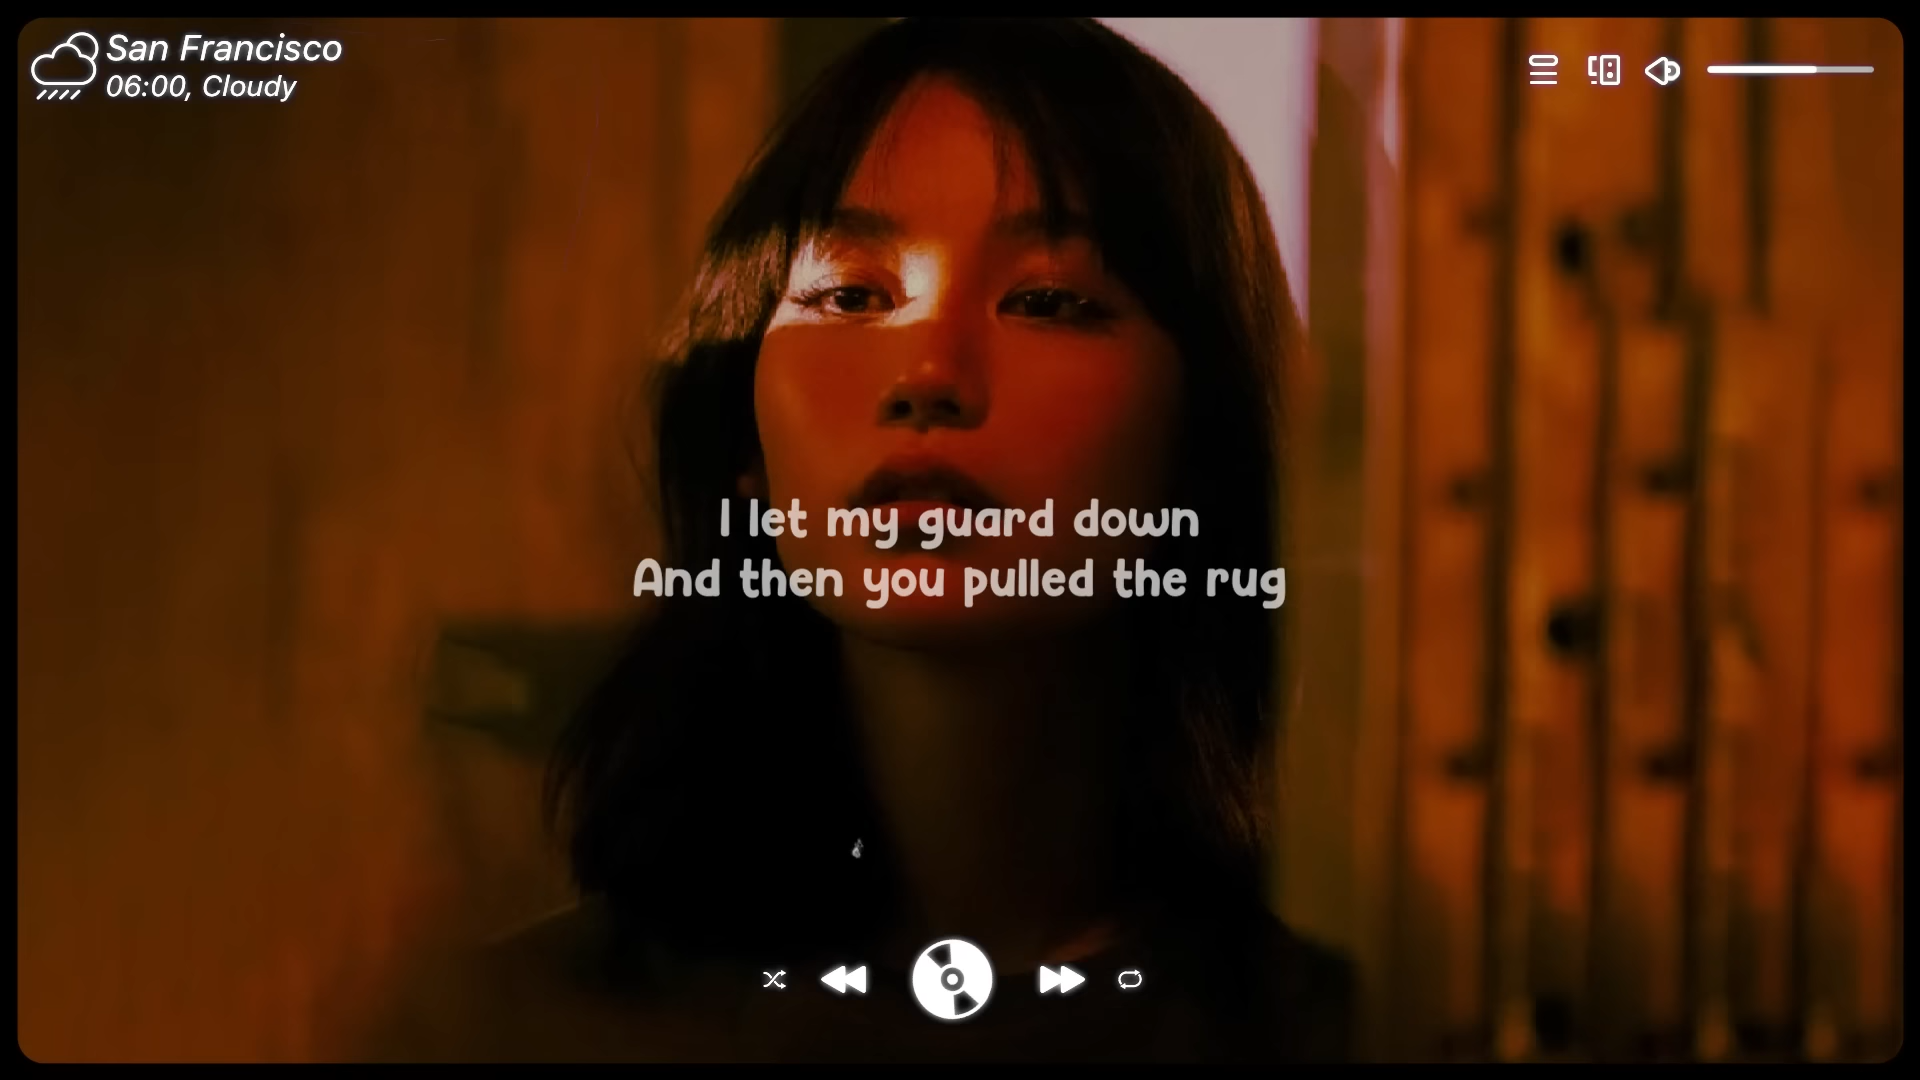 San Francisco
06:00, Cloudy
I let my guard down
And then you pulled the rug